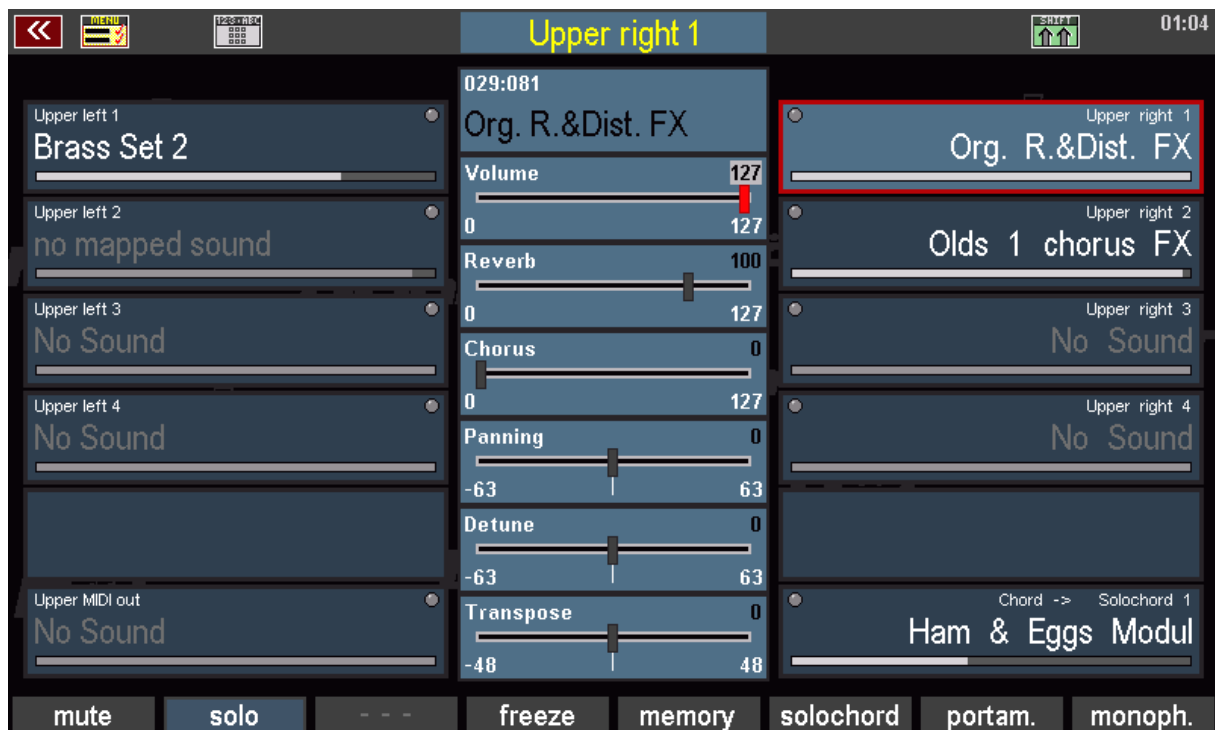 MENU
123·ABC
Upper right 1
SHIFT
01:04
Upper left 1
Brass Set 2
Upper left 2
no mapped sound
Upper left 3
No Sound
Upper left 4
No Sound
Upper MIDI out
No Sound
029:081
Org. R.&Dist. FX
Volume 127
0 127
Reverb 100
0 127
Chorus 0
0 127
Panning 0
-63 63
Detune 0
-63 63
Transpose 0
-48 48
Upper right 1
Org. R.&Dist. FX
Upper right 2
Olds 1 chorus FX
Upper right 3
No Sound
Upper right 4
No Sound
Chord -> Solochord 1
Ham & Eggs Modul
mute solo - - - freeze memory solochord portam. monoph.